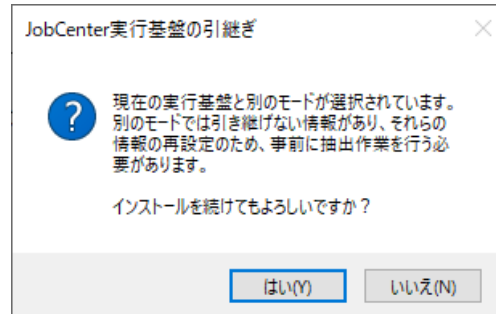 JobCenter実行基盤の引継ぎ
現在の実行基盤と別のモードが選択されています。
別のモードでは引き継げない情報があり、それらの
情報の再設定のため、事前に抽出作業を行う必
要があります。
インストールを続けてもよろしいですか？
はい(Y)
いいえ(N)